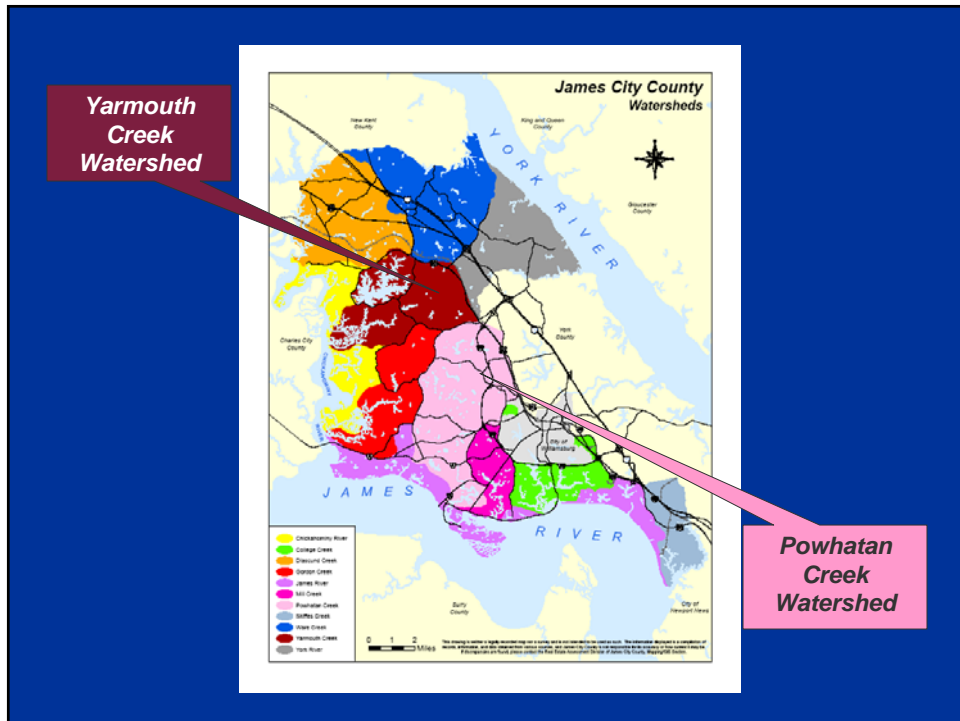 James City County
Watersheds
Yarmouth
Creek
Watershed
New Kent
County
King and Queen
County
YORK RIVER
Gloucester
County
York
County
Charles City
County
City of
Williamsburg
JAMES RIVER
Powhatan
Creek
Watershed
Surry
County
City of
Newport News
Chickahominy River
College Creek
Diascund Creek
Gordon Creek
James River
Mill Creek
Powhatan Creek
Skiffes Creek
Ware Creek
Yarmouth Creek
York River
0 1 2
Miles